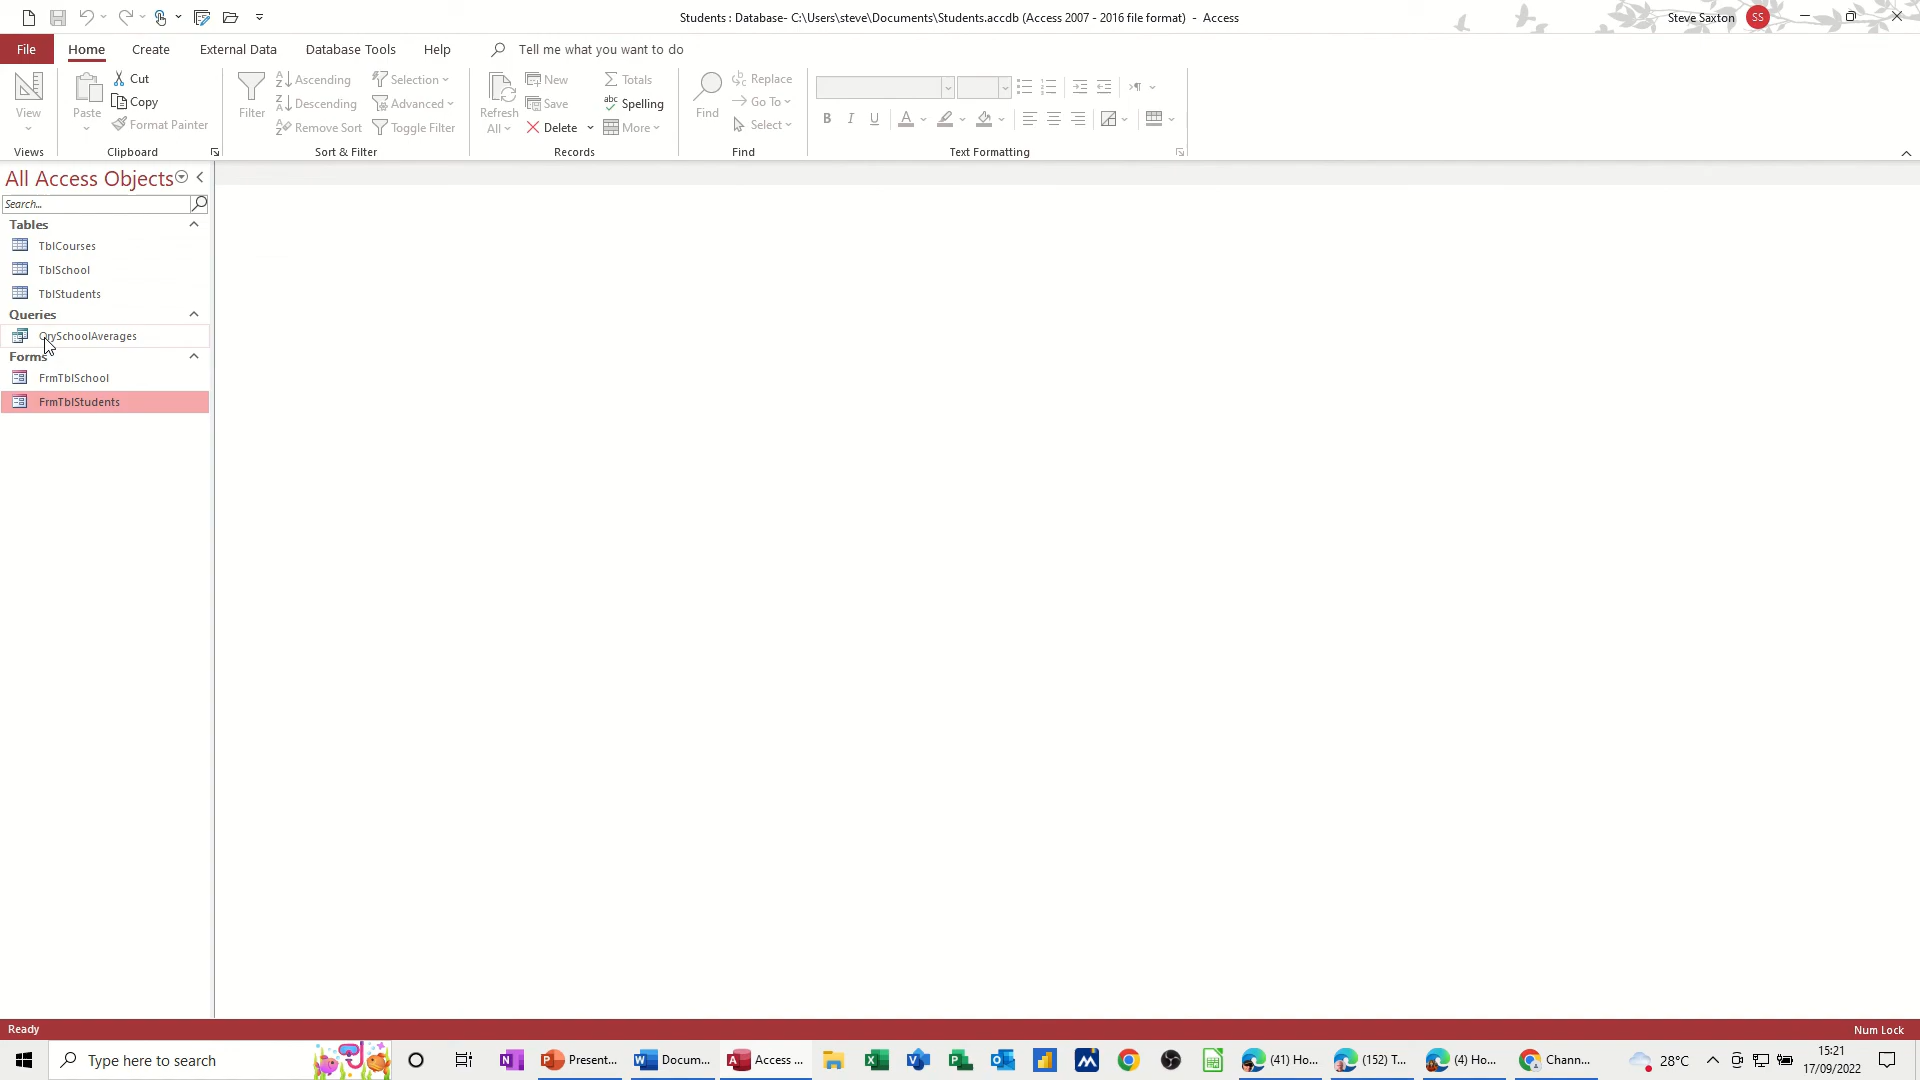 Students : Database- C:\Users\steve\Documents\Students.accdb (Access 2007 - 2016 file format)  -  Access
Steve Saxton SS
File Home Create External Data Database Tools Help Tell me what you want to do
View
Views
Paste
Cut
Copy
Format Painter
Clipboard
Filter
Ascending
Descending
Remove Sort
Selection
Advanced
Toggle Filter
Sort & Filter
Refresh
All
New
Save
Delete
Totals
Spelling
More
Records
Find
Replace
Go To
Select
Find
B I U A
Text Formatting
All Access Objects
Search...
Tables
TblCourses
TblSchool
TblStudents
Queries
QrySchoolAverages
Forms
FrmTblSchool
FrmTblStudents
Ready
Num Lock
Type here to search
Present...
Docum...
Access ...
(41) Ho...
(152) T...
(4) Ho...
Chann...
28°C
15:21
17/09/2022